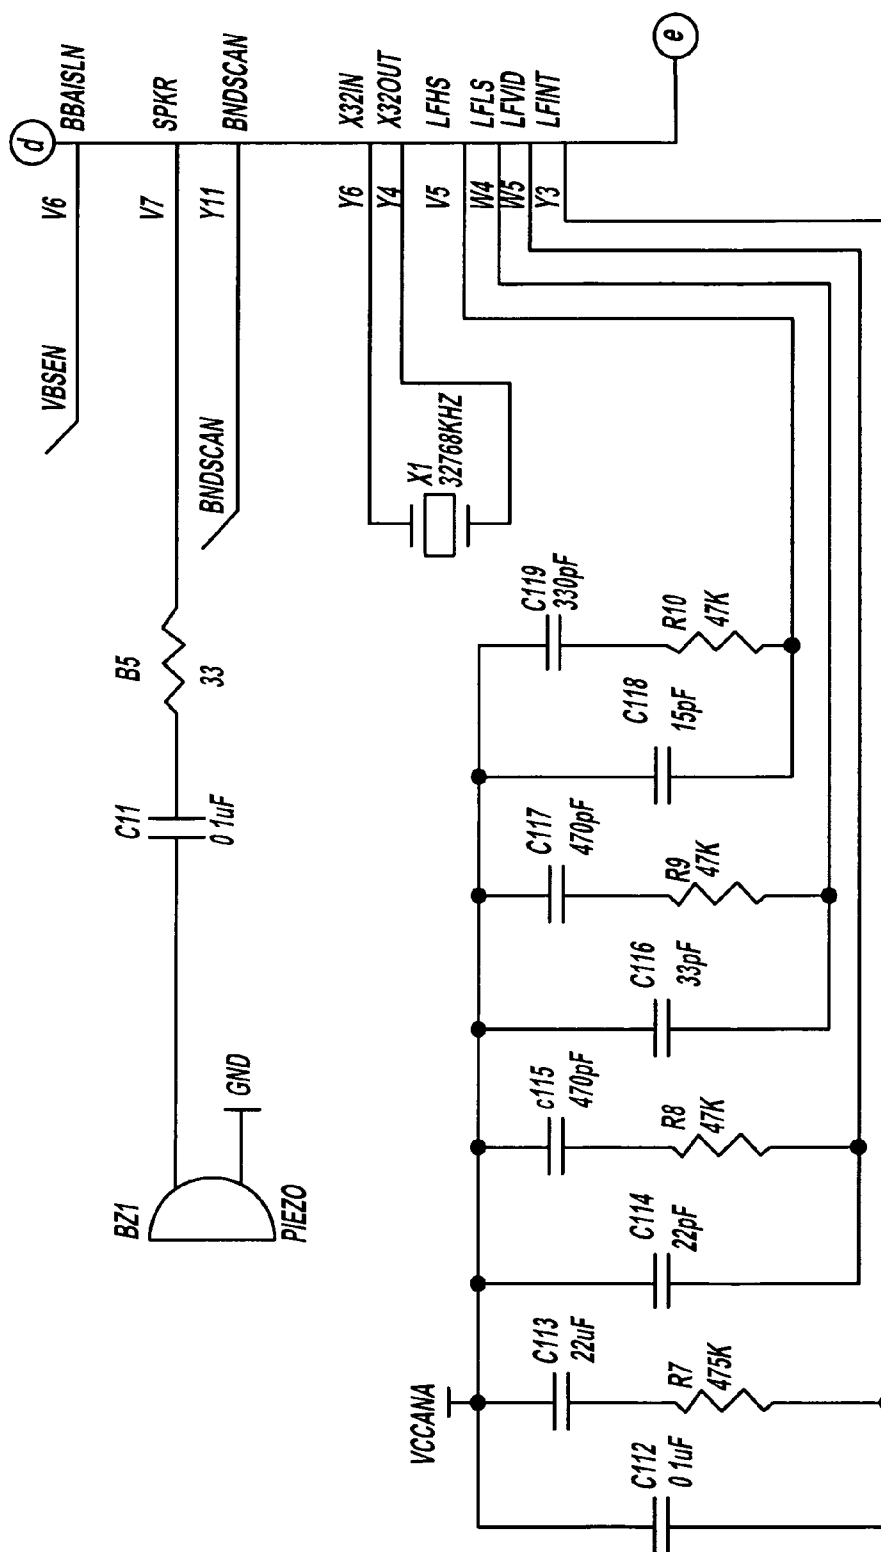 d
BBAISLN
SPKR
BNDSCAN
X32IN
X32OUT
LFHS
LFLS
LFVID
LFINT
e
V6
V7
Y11
Y6
Y4
V5
W4
W5
Y3
VBSEN
BNDSCAN
X1
32768KHZ
B5
33
C11
0 1uF
BZ1
PIEZO
GND
C119
330pF
R10
47K
C118
15pF
C117
470pF
R9
47K
C116
33pF
c115
470pF
R8
47K
C114
22pF
C113
22uF
R7
475K
VCCANA
C112
0 1uF